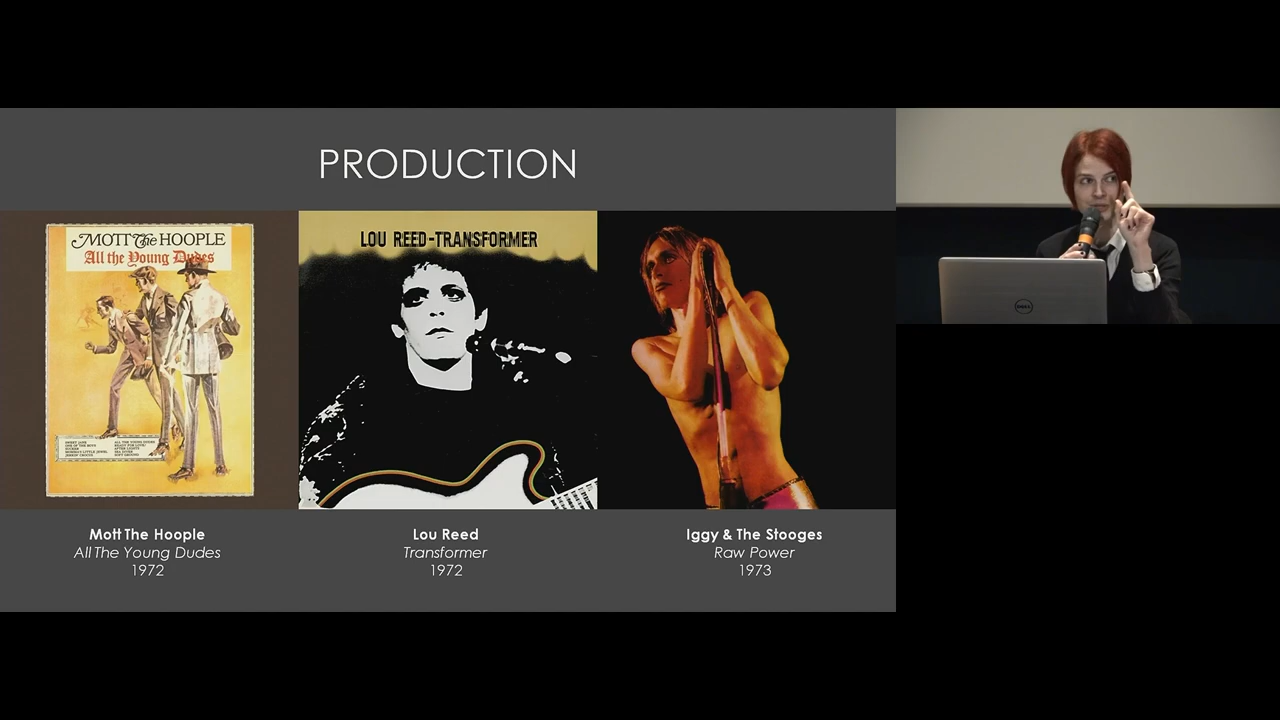 PRODUCTION
MOTT The HOOPLE
All the Young Dudes
LOU REED-TRANSFORMER
Mott The Hoople
All The Young Dudes
1972
Lou Reed
Transformer
1972
Iggy & The Stooges
Raw Power
1973
DELL